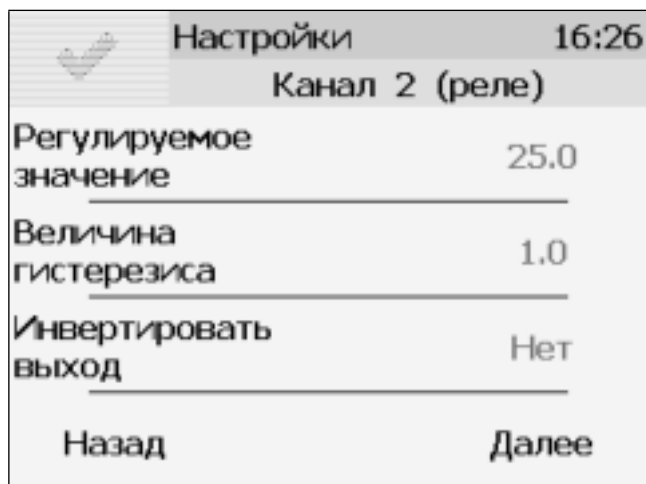 Настройки 16:26
Канал 2 (реле)
Регулируемое
значение 25.0
Величина
гистерезиса 1.0
Инвертировать
выход Нет
Назад Далее